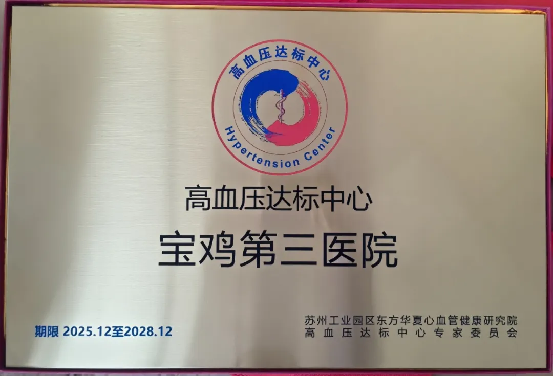 高血压达标中心
Hypertension Center
高血压达标中心
宝鸡第三医院
期限 2025.12至2028.12
苏州工业园区东方华夏心血管健康研究院
高血压达标中心专家委员会